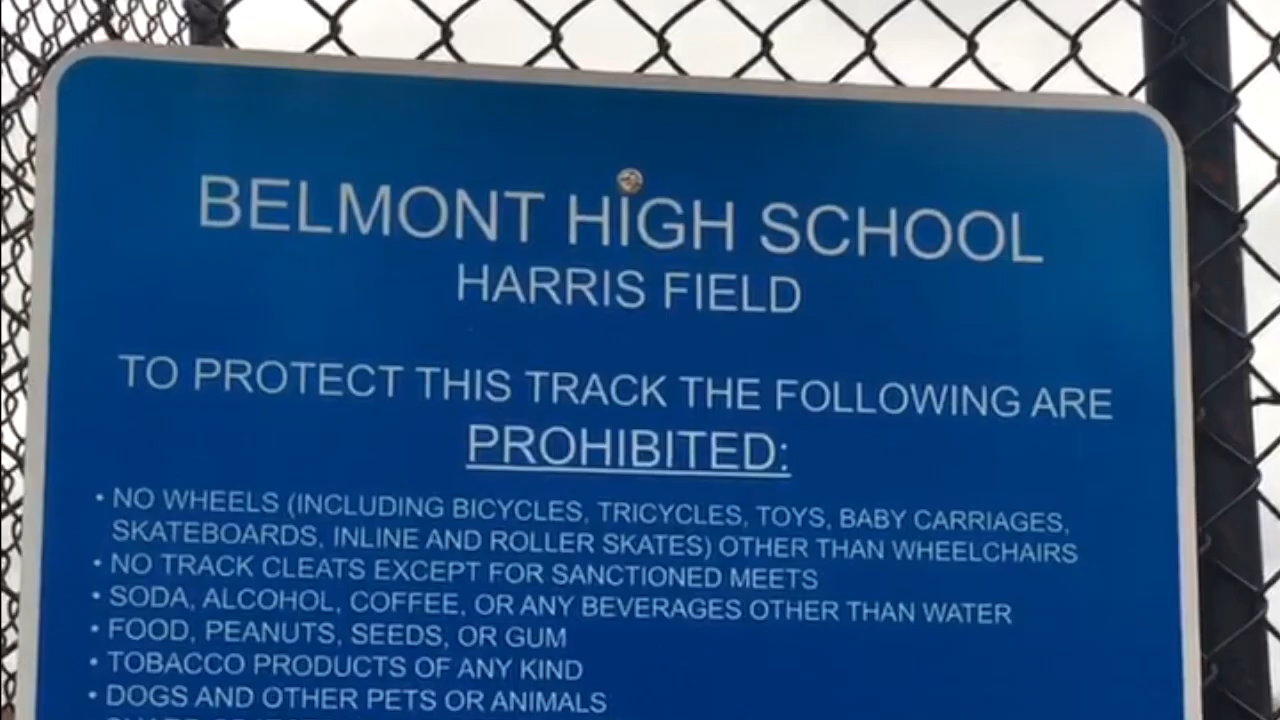 BELMONT HIGH SCHOOL
HARRIS FIELD
TO PROTECT THIS TRACK THE FOLLOWING ARE
PROHIBITED:
• NO WHEELS (INCLUDING BICYCLES, TRICYCLES, TOYS, BABY CARRIAGES,
SKATEBOARDS, INLINE AND ROLLER SKATES) OTHER THAN WHEELCHAIRS
• NO TRACK CLEATS EXCEPT FOR SANCTIONED MEETS
• SODA, ALCOHOL, COFFEE, OR ANY BEVERAGES OTHER THAN WATER
• FOOD, PEANUTS, SEEDS, OR GUM
• TOBACCO PRODUCTS OF ANY KIND
• DOGS AND OTHER PETS OR ANIMALS